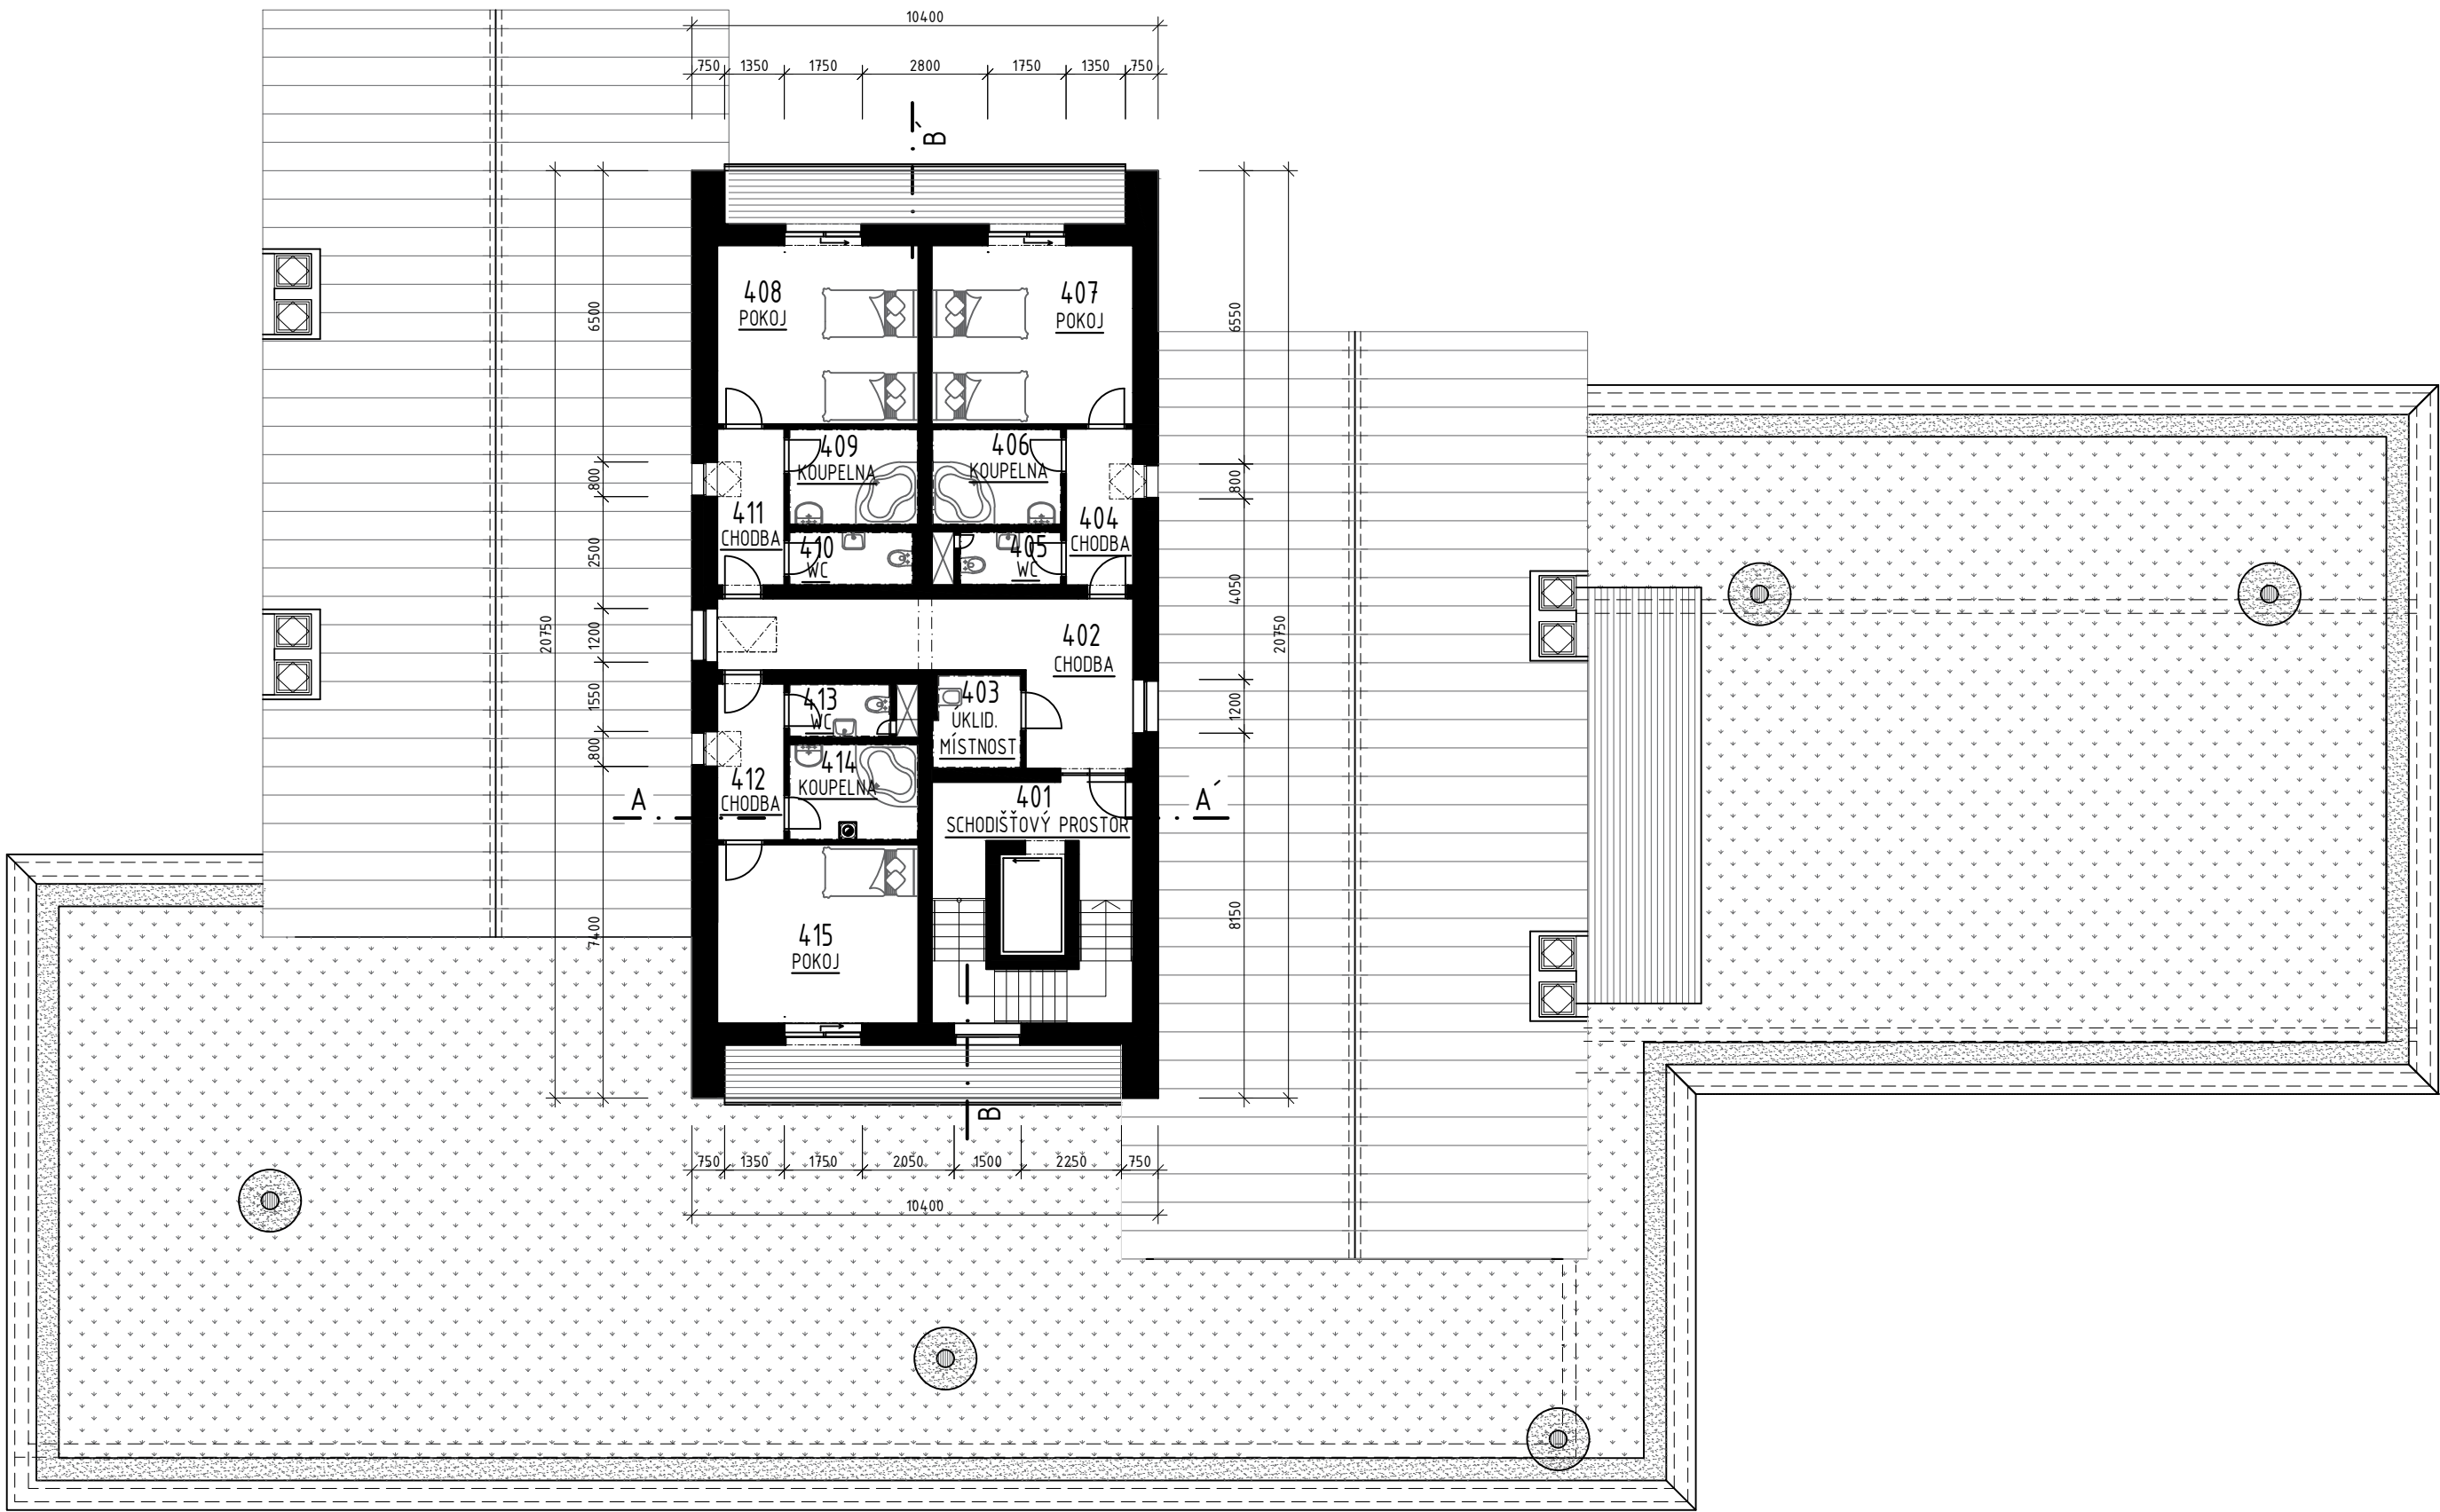 10400
750 1350 1750 2800 1750 1350 750
B´
408
POKOJ
407
POKOJ
6500
6550
409
KOUPELNA
406
KOUPELNA
800
800
411
CHODBA
404
CHODBA
410
WC
405
WC
2500
4050
20750
1200
20750
402
CHODBA
413
WC
403
ÚKLID.
MÍSTNOST
1550
1200
800
412
CHODBA
414
KOUPELNA
A
A´
401
SCHODIŠŤOVÝ PROSTOR
7400
8150
415
POKOJ
B
750 1350 1750 2050 1500 2250 750
10400